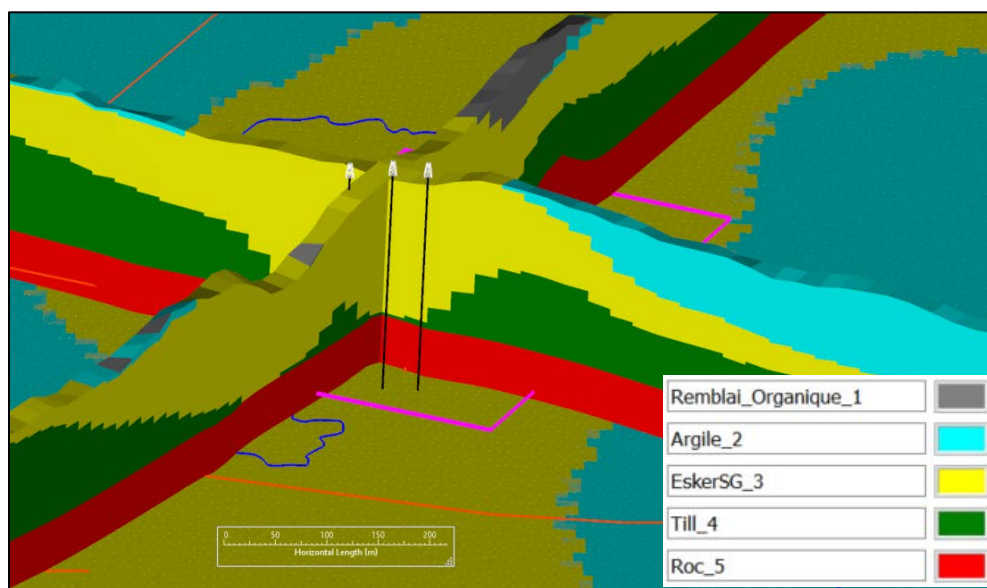 0 50 100 150 200
Horizontal Length (m)
Remblai_Organique_1
Argile_2
EskerSG_3
Till_4
Roc_5